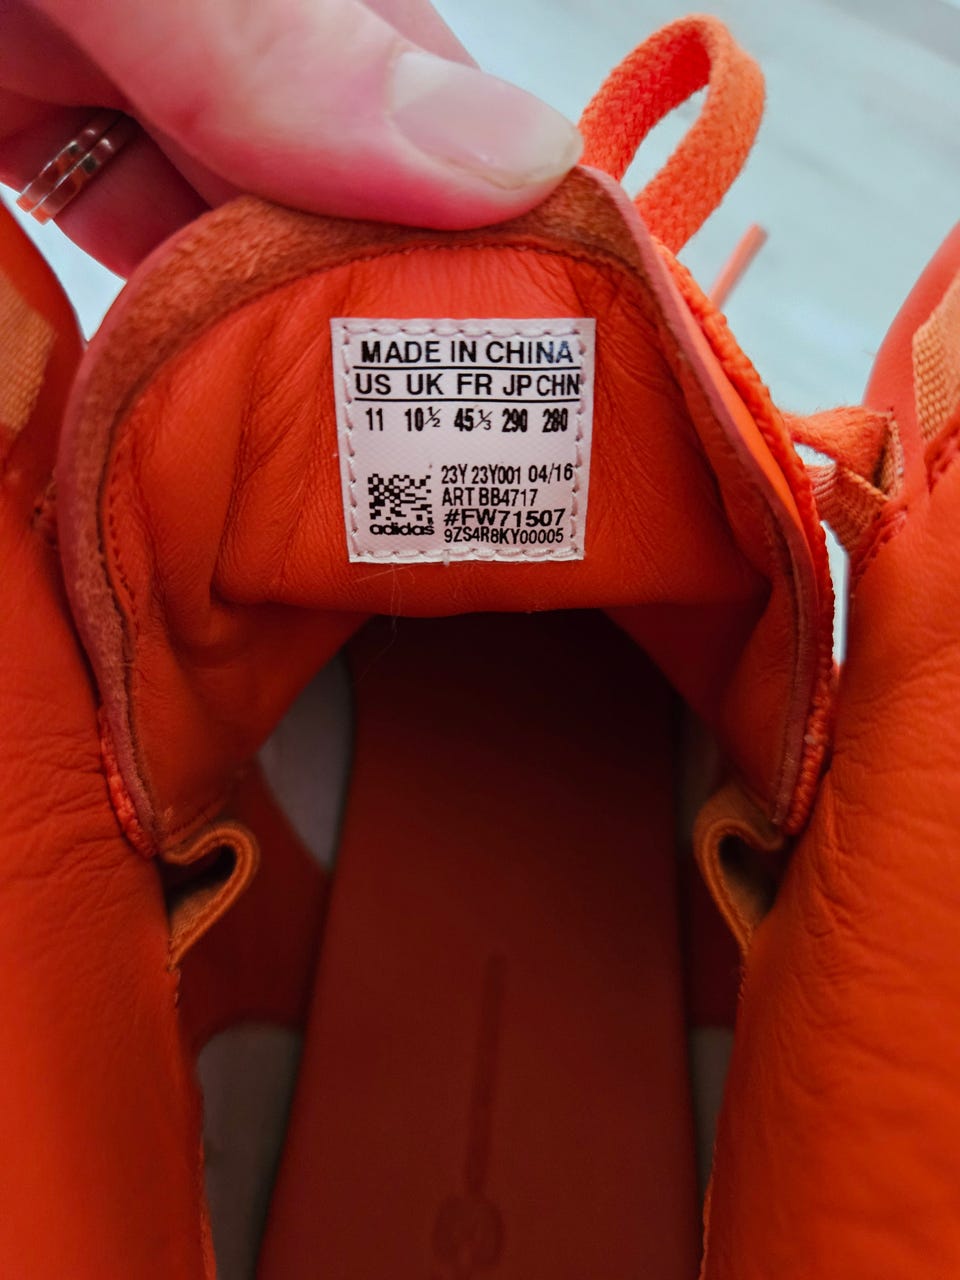 MADE IN CHINA
US UK FR JP CHN
11 10½ 45⅓ 290 280
23Y 23Y001 04/16
ART BB4717
#FW71507
adidas 9ZS4R8KY00005